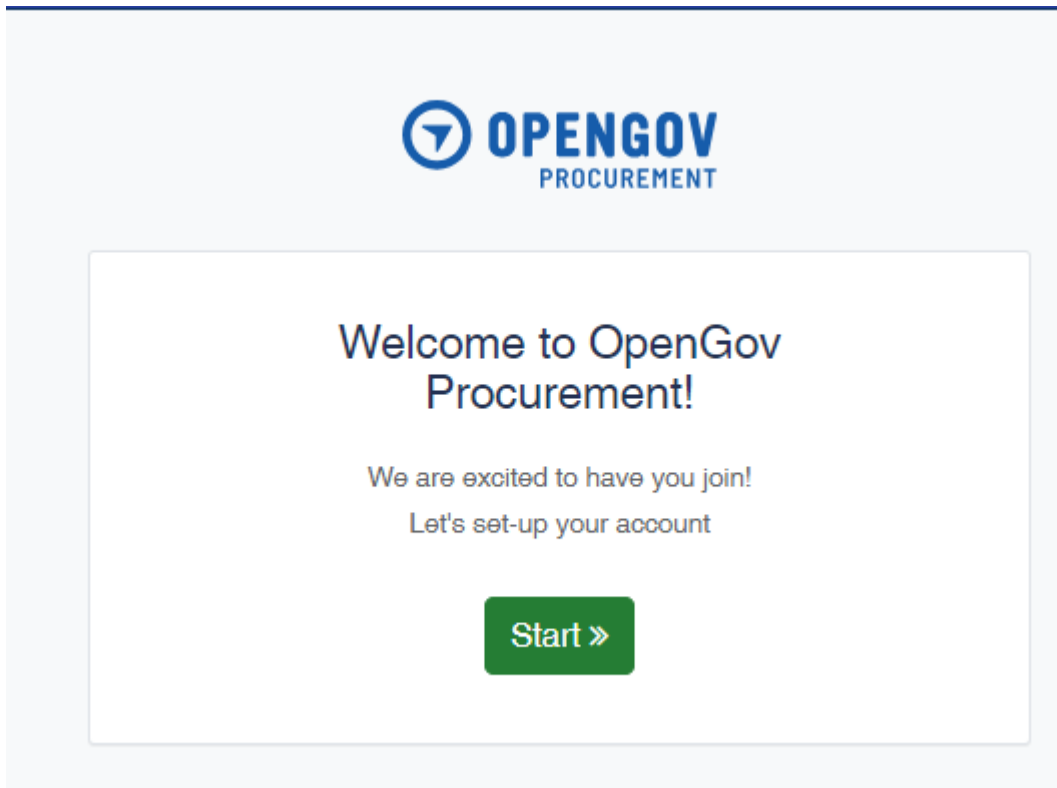 OPENGOV
PROCUREMENT
Welcome to OpenGov
Procurement!
We are excited to have you join!
Let's set-up your account
Start »